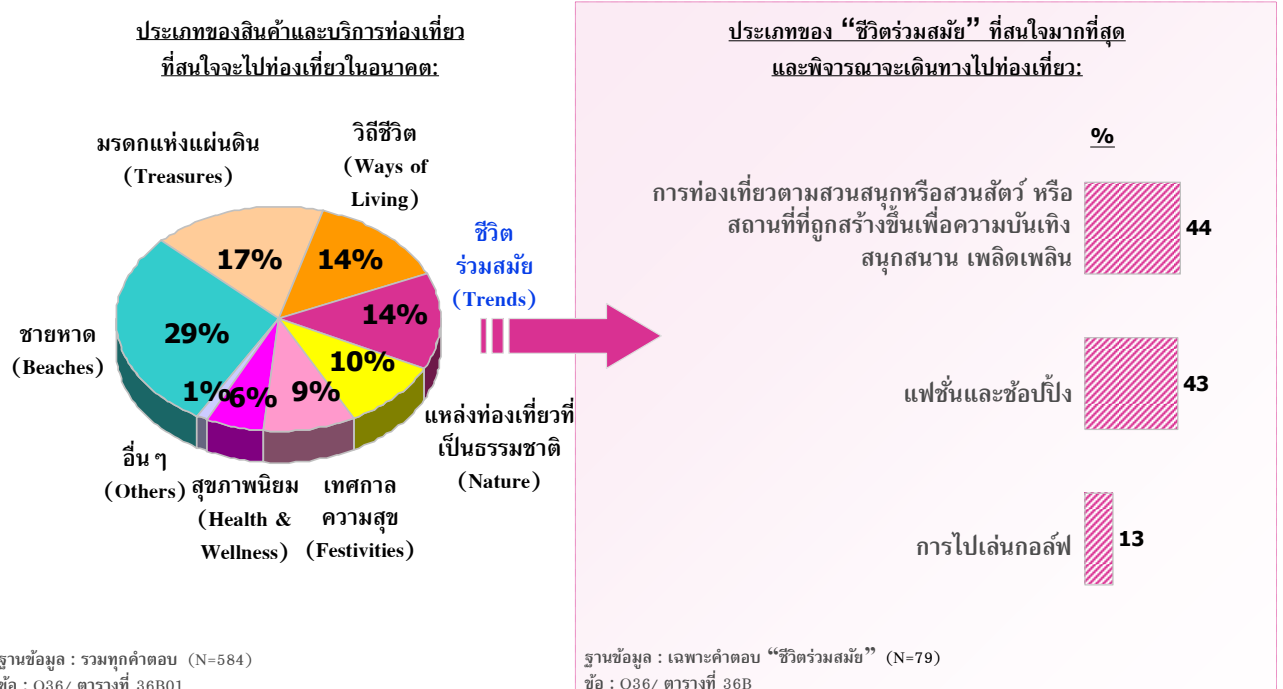 ประเภทของสินค้าและบริการท่องเที่ยว
ที่สนใจจะไปท่องเที่ยวในอนาคต:
มรดกแห่งแผ่นดิน
(Treasures)
วิถีชีวิต
(Ways of
Living)
ชีวิต
ร่วมสมัย
(Trends)
17%
14%
14%
29%
10%
1%
6%
9%
ชายหาด
(Beaches)
แหล่งท่องเที่ยวที่
เป็นธรรมชาติ
(Nature)
อื่น ๆ
(Others)
สุขภาพนิยม
(Health &
Wellness)
เทศกาล
ความสุข
(Festivities)
ฐานข้อมูล : รวมทุกคำตอบ (N=584)
ข้อ : Q36/ ตารางที่ 36B01
ประเภทของ “ชีวิตร่วมสมัย” ที่สนใจมากที่สุด
และพิจารณาจะเดินทางไปท่องเที่ยว:
%
การท่องเที่ยวตามสวนสนุกหรือสวนสัตว์ หรือ
สถานที่ที่ถูกสร้างขึ้นเพื่อความบันเทิง
สนุกสนาน เพลิดเพลิน
44
แฟชั่นและช้อปปิ้ง
43
การไปเล่นกอล์ฟ
13
ฐานข้อมูล : เฉพาะคำตอบ “ชีวิตร่วมสมัย” (N=79)
ข้อ : Q36/ ตารางที่ 36B